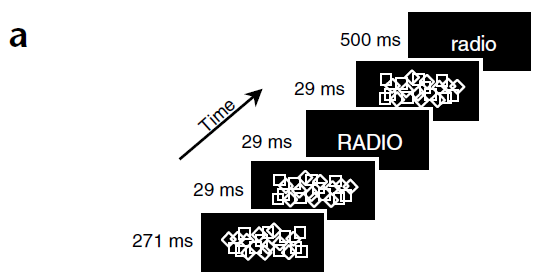 a
500 ms
radio
29 ms
Time
29 ms
RADIO
29 ms
271 ms